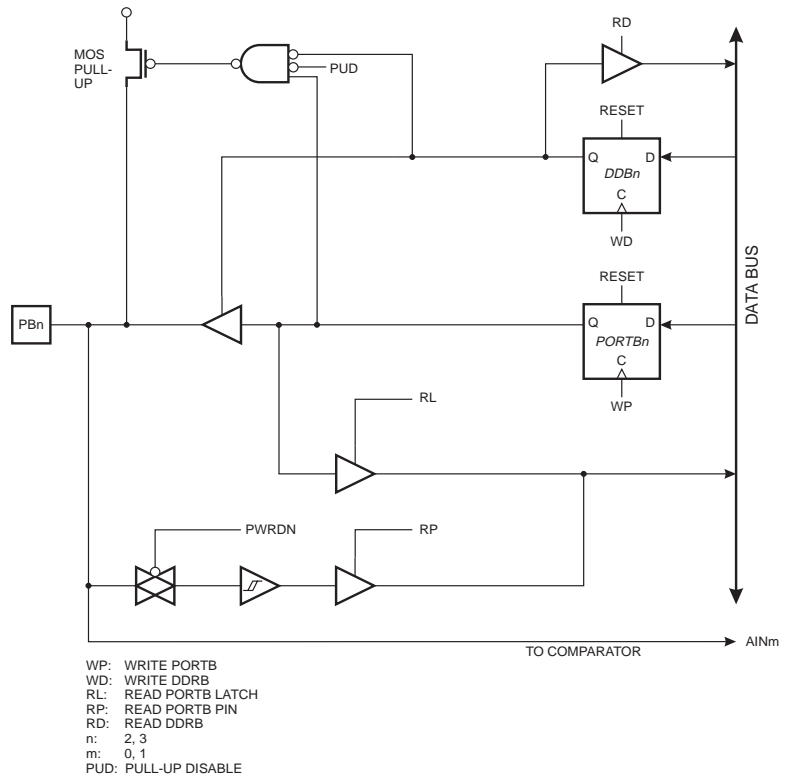 RD
MOS
PULL-
UP
PUD
RESET
Q D
DDBn
C
WD
DATA BUS
RESET
PBn
Q D
PORTBn
C
WP
RL
PWRDN
RP
TO COMPARATOR
AINm
WP: WRITE PORTB
WD: WRITE DDRB
RL: READ PORTB LATCH
RP: READ PORTB PIN
RD: READ DDRB
n: 2, 3
m: 0, 1
PUD: PULL-UP DISABLE